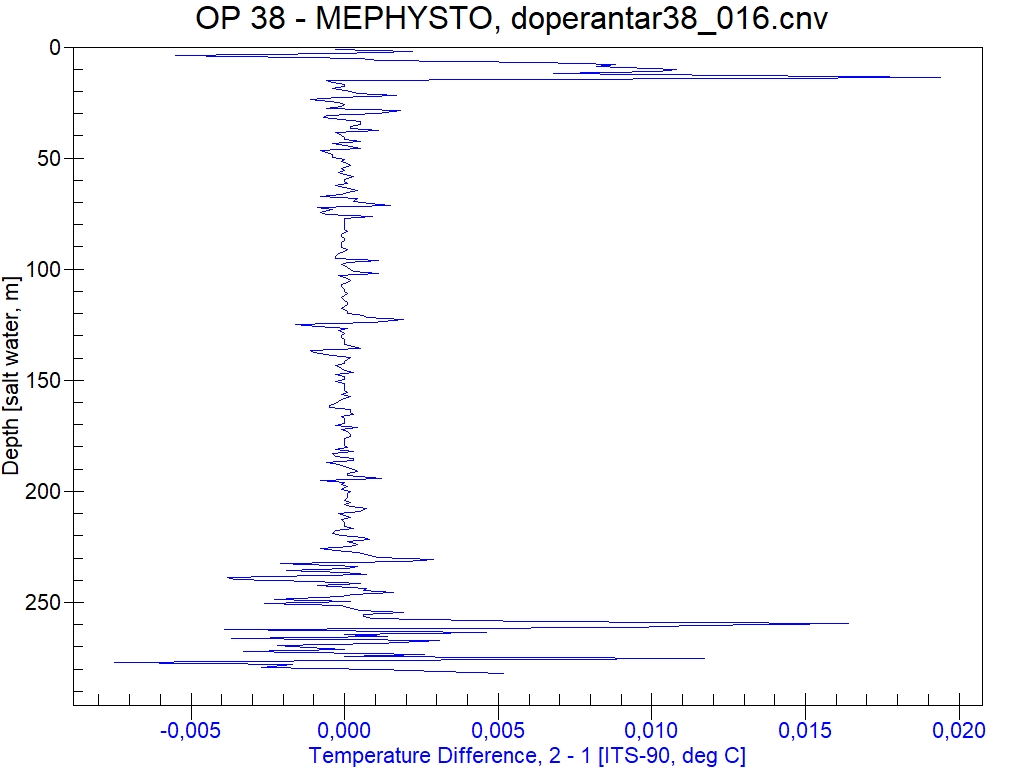 OP 38 - MEPHYSTO, doperantar38_016.cnv
0
50
100
150
200
250
Depth [salt water, m]
-0,005 0,000 0,005 0,010 0,015 0,020
Temperature Difference, 2 - 1 [ITS-90, deg C]